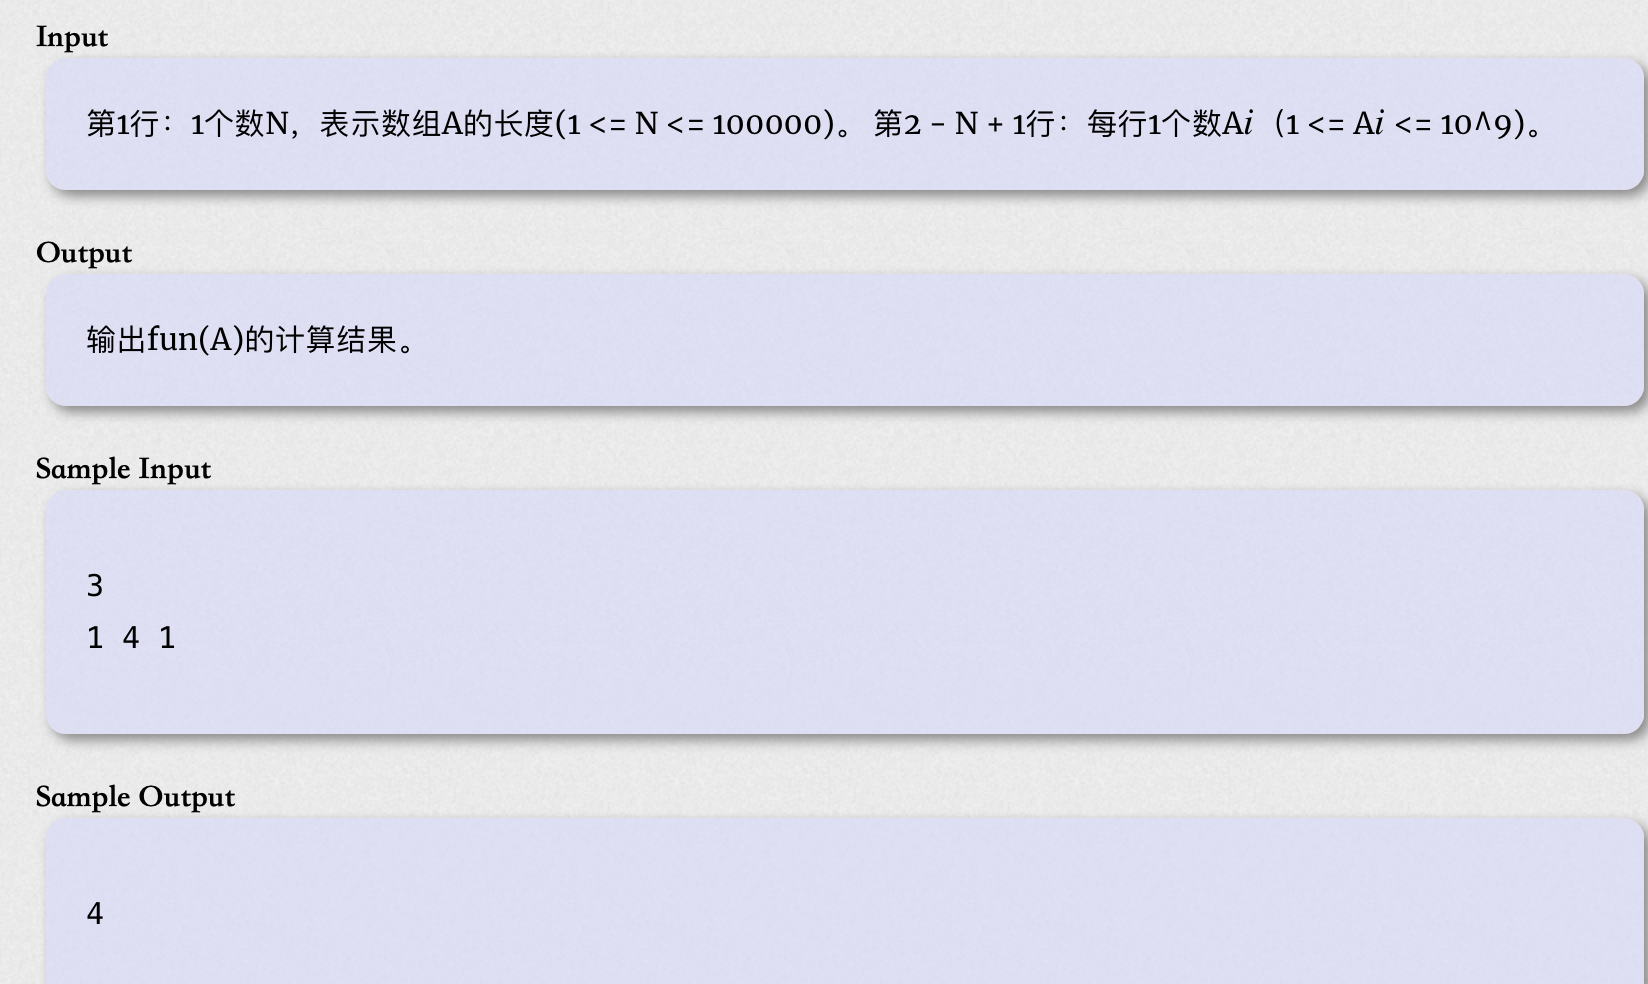 Input
第1行：1个数N，表示数组A的长度(1 <= N <= 100000)。 第2 - N + 1行：每行1个数Ai（1 <= Ai <= 10^9)。
Output
输出fun(A)的计算结果。
Sample Input
3
1 4 1
Sample Output
4